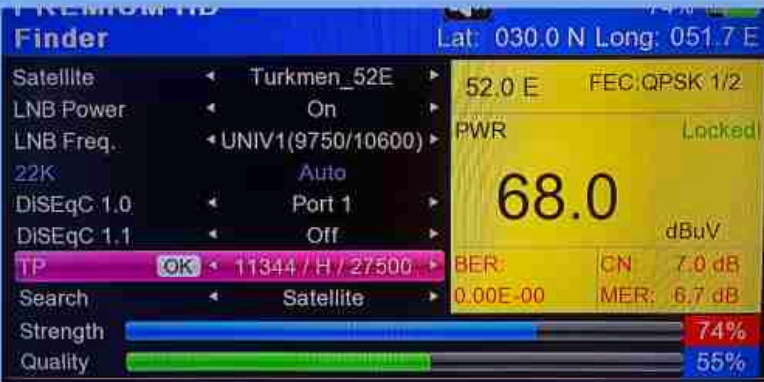 PREMIUM HD
74%
Finder
Lat: 030.0 N Long: 051.7 E
Satellite Turkmen_52E
LNB Power On
LNB Freq. UNIV1(9750/10600)
22K Auto
DiSEqC 1.0 Port 1
DiSEqC 1.1 Off
TP OK 11344 / H / 27500
Search Satellite
Strength 74%
Quality 55%
52.0 E FEC:QPSK 1/2
PWR Locked!
68.0
dBuV
BER: CN: 7.0 dB
0.00E-00 MER: 6.7 dB